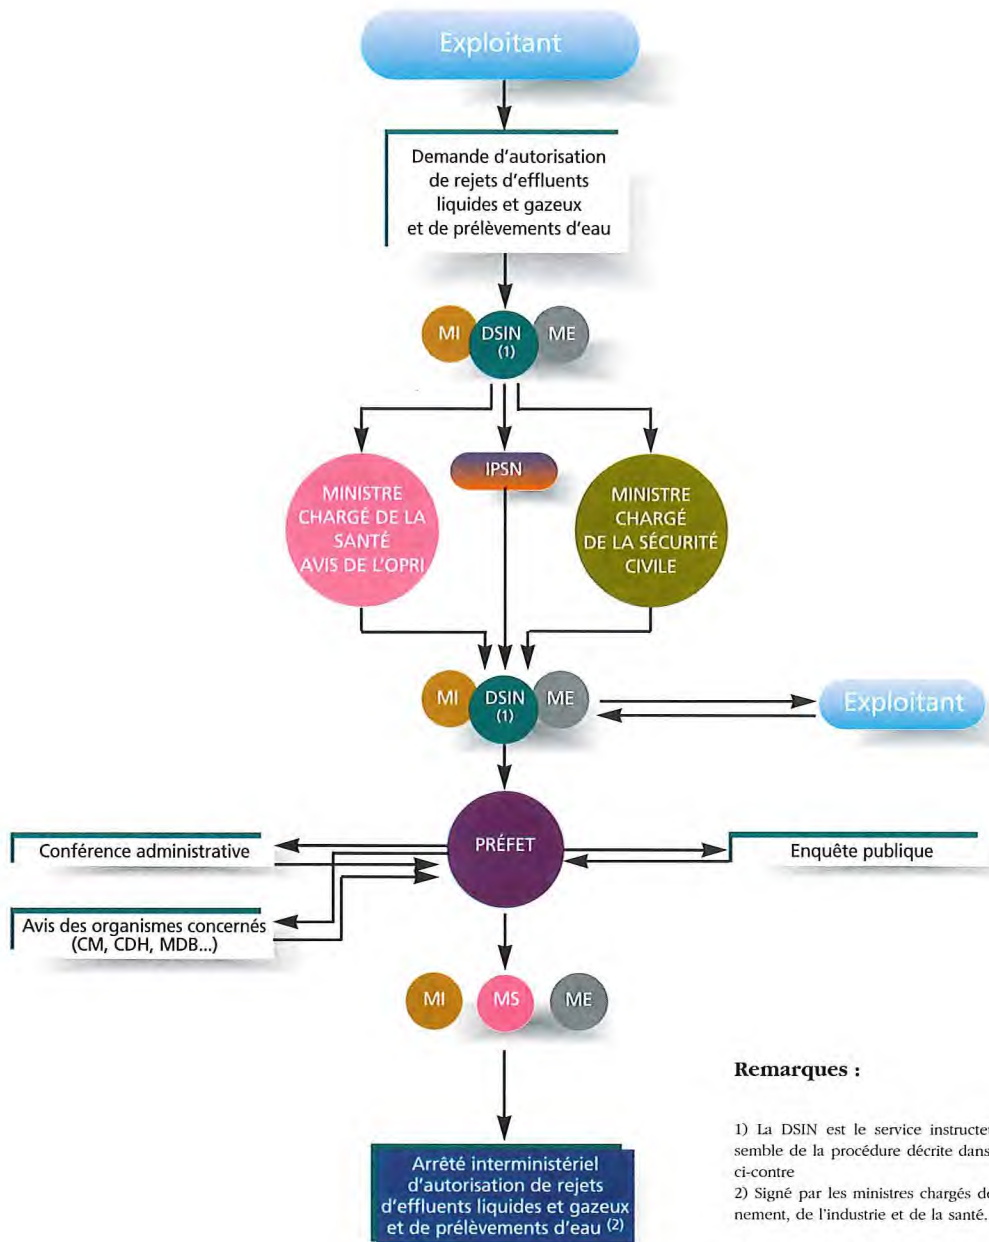 Exploitant
Demande d'autorisation
de rejets d'effluents
liquides et gazeux
et de prélèvements d'eau
MI DSIN ME
(1)
MINISTRE
CHARGÉ DE LA
SANTÉ
AVIS DE L'OPRI
IPSN
MINISTRE
CHARGÉ
DE LA SÉCURITÉ
CIVILE
MI DSIN ME
(1)
Exploitant
PRÉFET
Conférence administrative
Enquête publique
Avis des organismes concernés
(CM, CDH, MDB...)
MI MS ME
Arrêté interministériel
d'autorisation de rejets
d'effluents liquides et gazeux
et de prélèvements d'eau (2)
Remarques :
1) La DSIN est le service instructe
semble de la procédure décrite dans
ci-contre
2) Signé par les ministres chargés de
nement, de l'industrie et de la santé.